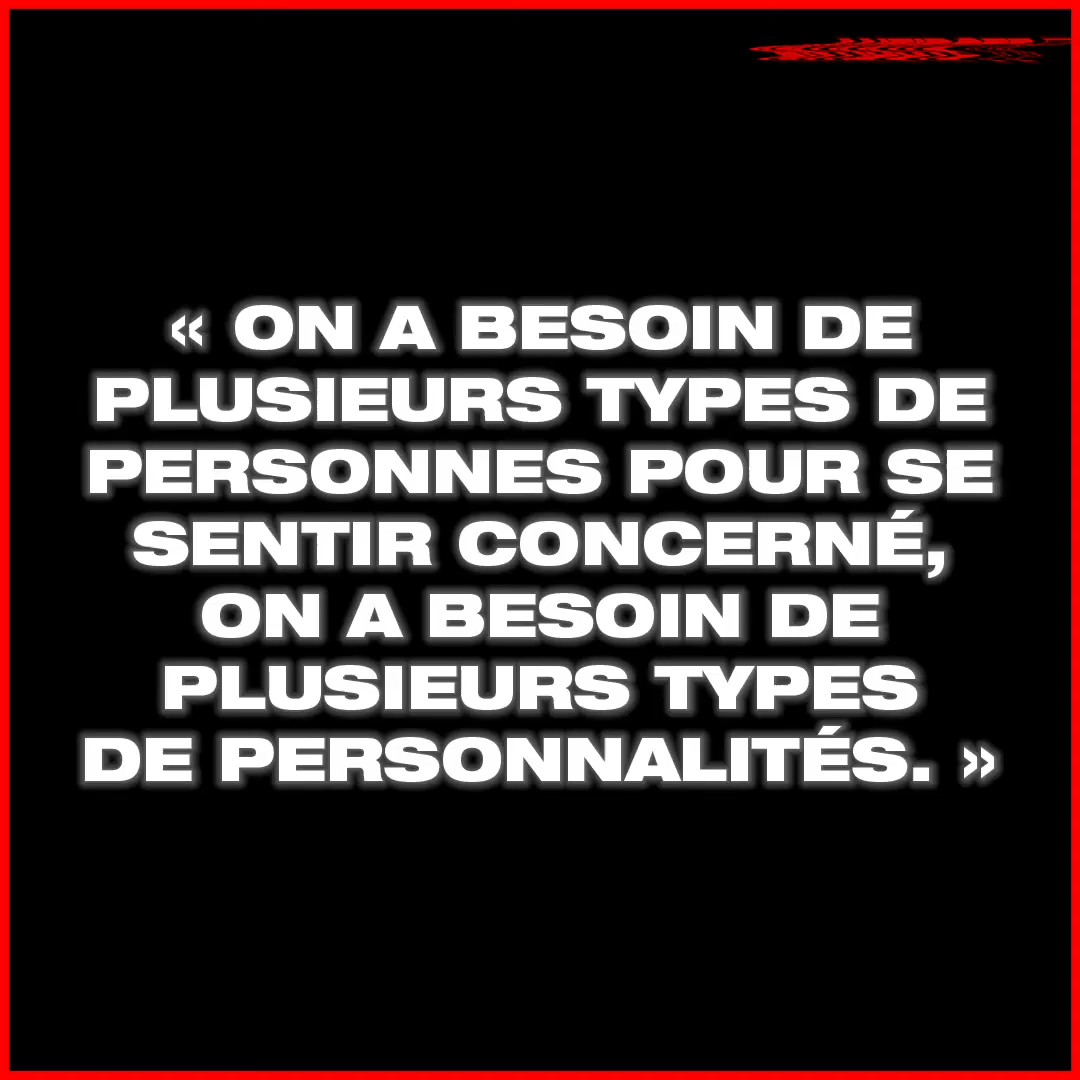 « ON A BESOIN DE
PLUSIEURS TYPES DE
PERSONNES POUR SE
SENTIR CONCERNÉ,
ON A BESOIN DE
PLUSIEURS TYPES
DE PERSONNALITÉS. »